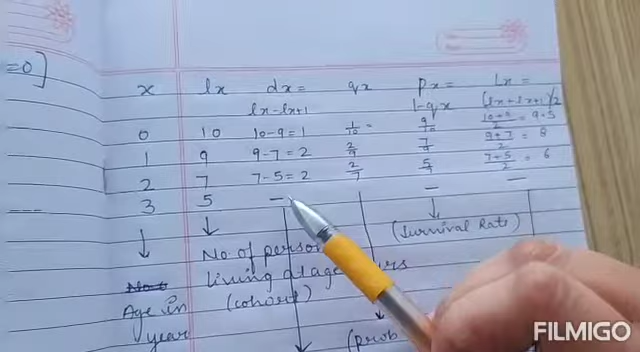 =0]
x lx dx= qx px= Lx=
lx-lx+1 1-qx (lx+lx+1)/2
0 10 10-9=1 1/10 9/10 10+9/2 = 9.5
1 9 9-7=2 2/9 7/9 9+7/2 = 8
2 7 7-5=2 2/7 5/7 7+5/2 = 6
3 5 - - -
(Survival Rate)
No of person
living at age
(cohort)
Age in
year
(prob
FILMIGO